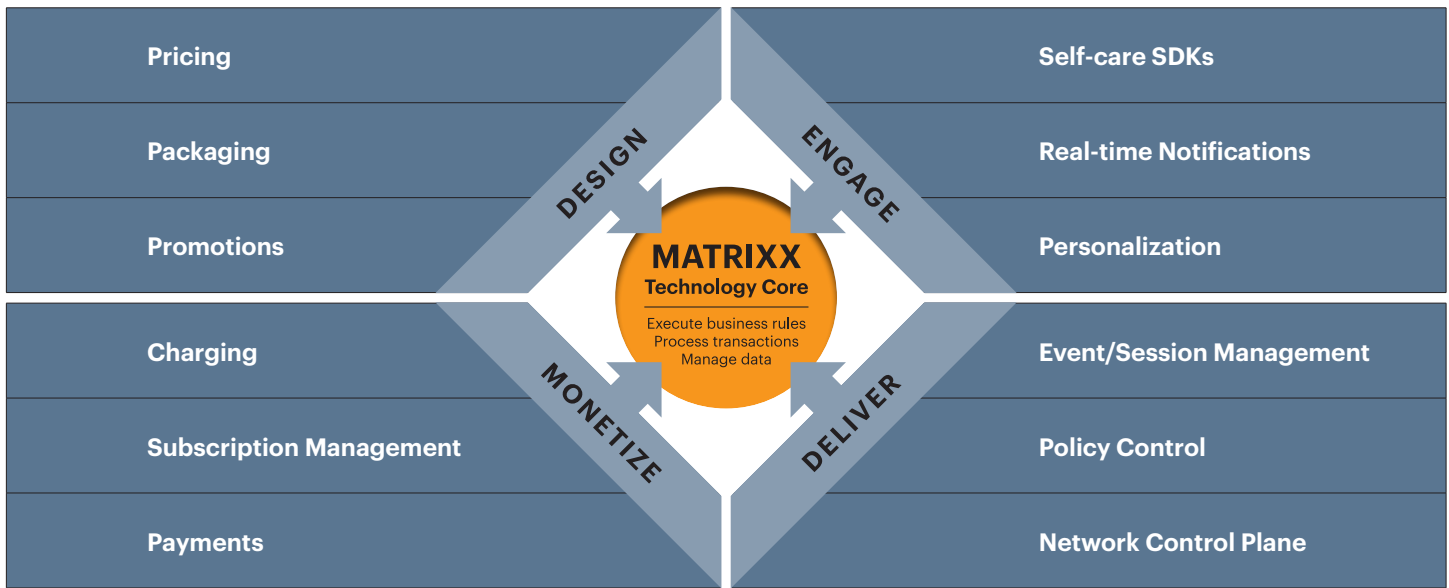 Pricing
Packaging
Promotions
DESIGN
Self-care SDKs
Real-time Notifications
Personalization
ENGAGE
MATRIXX
Technology Core
Execute business rules
Process transactions
Manage data
Charging
Subscription Management
Payments
MONETIZE
Event/Session Management
Policy Control
Network Control Plane
DELIVER